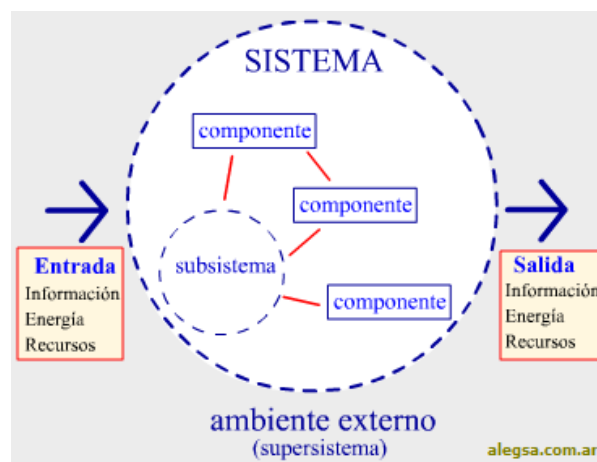 SISTEMA
componente
componente
subsistema
componente
Entrada
Información
Energía
Recursos
Salida
Información
Energía
Recursos
ambiente externo
(supersistema)
alegsa.com.ar